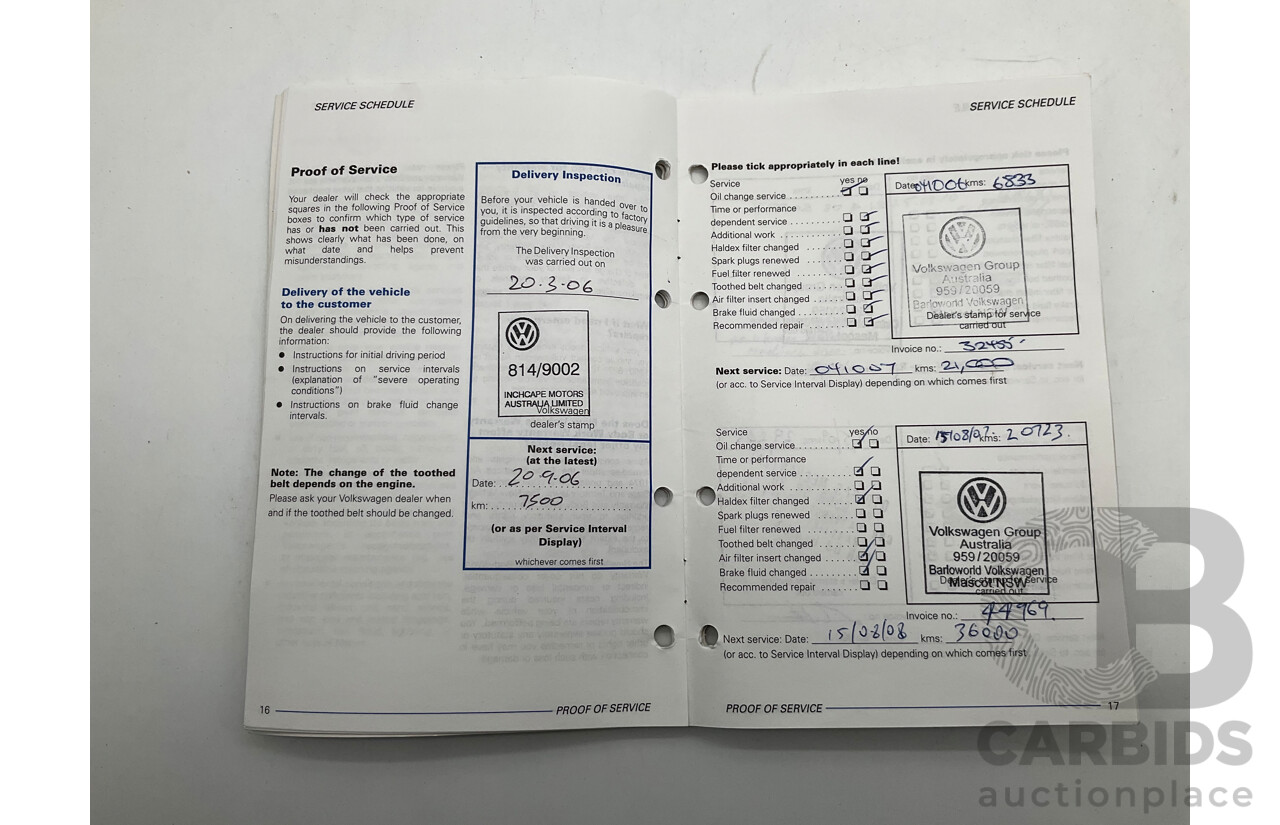 SERVICE SCHEDULE
Proof of Service
Your dealer will check the appropriate
squares in the following Proof of Service
boxes to confirm which type of service
has or has not been carried out. This
shows clearly what has been done, on
what date and helps prevent
misunderstandings.
Delivery of the vehicle
to the customer
On delivering the vehicle to the customer,
the dealer should provide the following
information:
● Instructions for initial driving period
● Instructions on service intervals
(explanation of "severe operating
conditions")
● Instructions on brake fluid change
intervals.
Note: The change of the toothed
belt depends on the engine.
Please ask your Volkswagen dealer when
and if the toothed belt should be changed.
Delivery Inspection
Before your vehicle is handed over to
you, it is inspected according to factory
guidelines, so that driving it is a pleasure
from the very beginning.
The Delivery Inspection
was carried out on
20.3.06
814/9002
INCHCAPE MOTORS
AUSTRALIA LIMITED
Volkswagen
dealer's stamp
Next service:
(at the latest)
Date: 20.9.06
km: 7500
(or as per Service Interval
Display)
whichever comes first
16 PROOF OF SERVICE
SERVICE SCHEDULE
Please tick appropriately in each line!
Service yes no
Oil change service
Time or performance
dependent service
Additional work
Haldex filter changed
Spark plugs renewed
Fuel filter renewed
Toothed belt changed
Air filter insert changed
Brake fluid changed
Recommended repair
Date: 041006 kms: 6833
Volkswagen Group
Australia
959/20059
Barloworld Volkswagen
Dealer's stamp for service
carried out
Invoice no.: 32455
Next service: Date: 041007 kms: 21,000
(or acc. to Service Interval Display) depending on which comes first
Service yes no
Oil change service
Time or performance
dependent service
Additional work
Haldex filter changed
Spark plugs renewed
Fuel filter renewed
Toothed belt changed
Air filter insert changed
Brake fluid changed
Recommended repair
Date: 15/08/07 kms: 20723.
Volkswagen Group
Australia
959/20059
Barloworld Volkswagen
Mascot NSW
Dealer's stamp for service
carried out
Invoice no.: 44969.
Next service: Date: 15/08/08 kms: 36000
(or acc. to Service Interval Display) depending on which comes first
PROOF OF SERVICE 17
CARBIDS
auctionplace